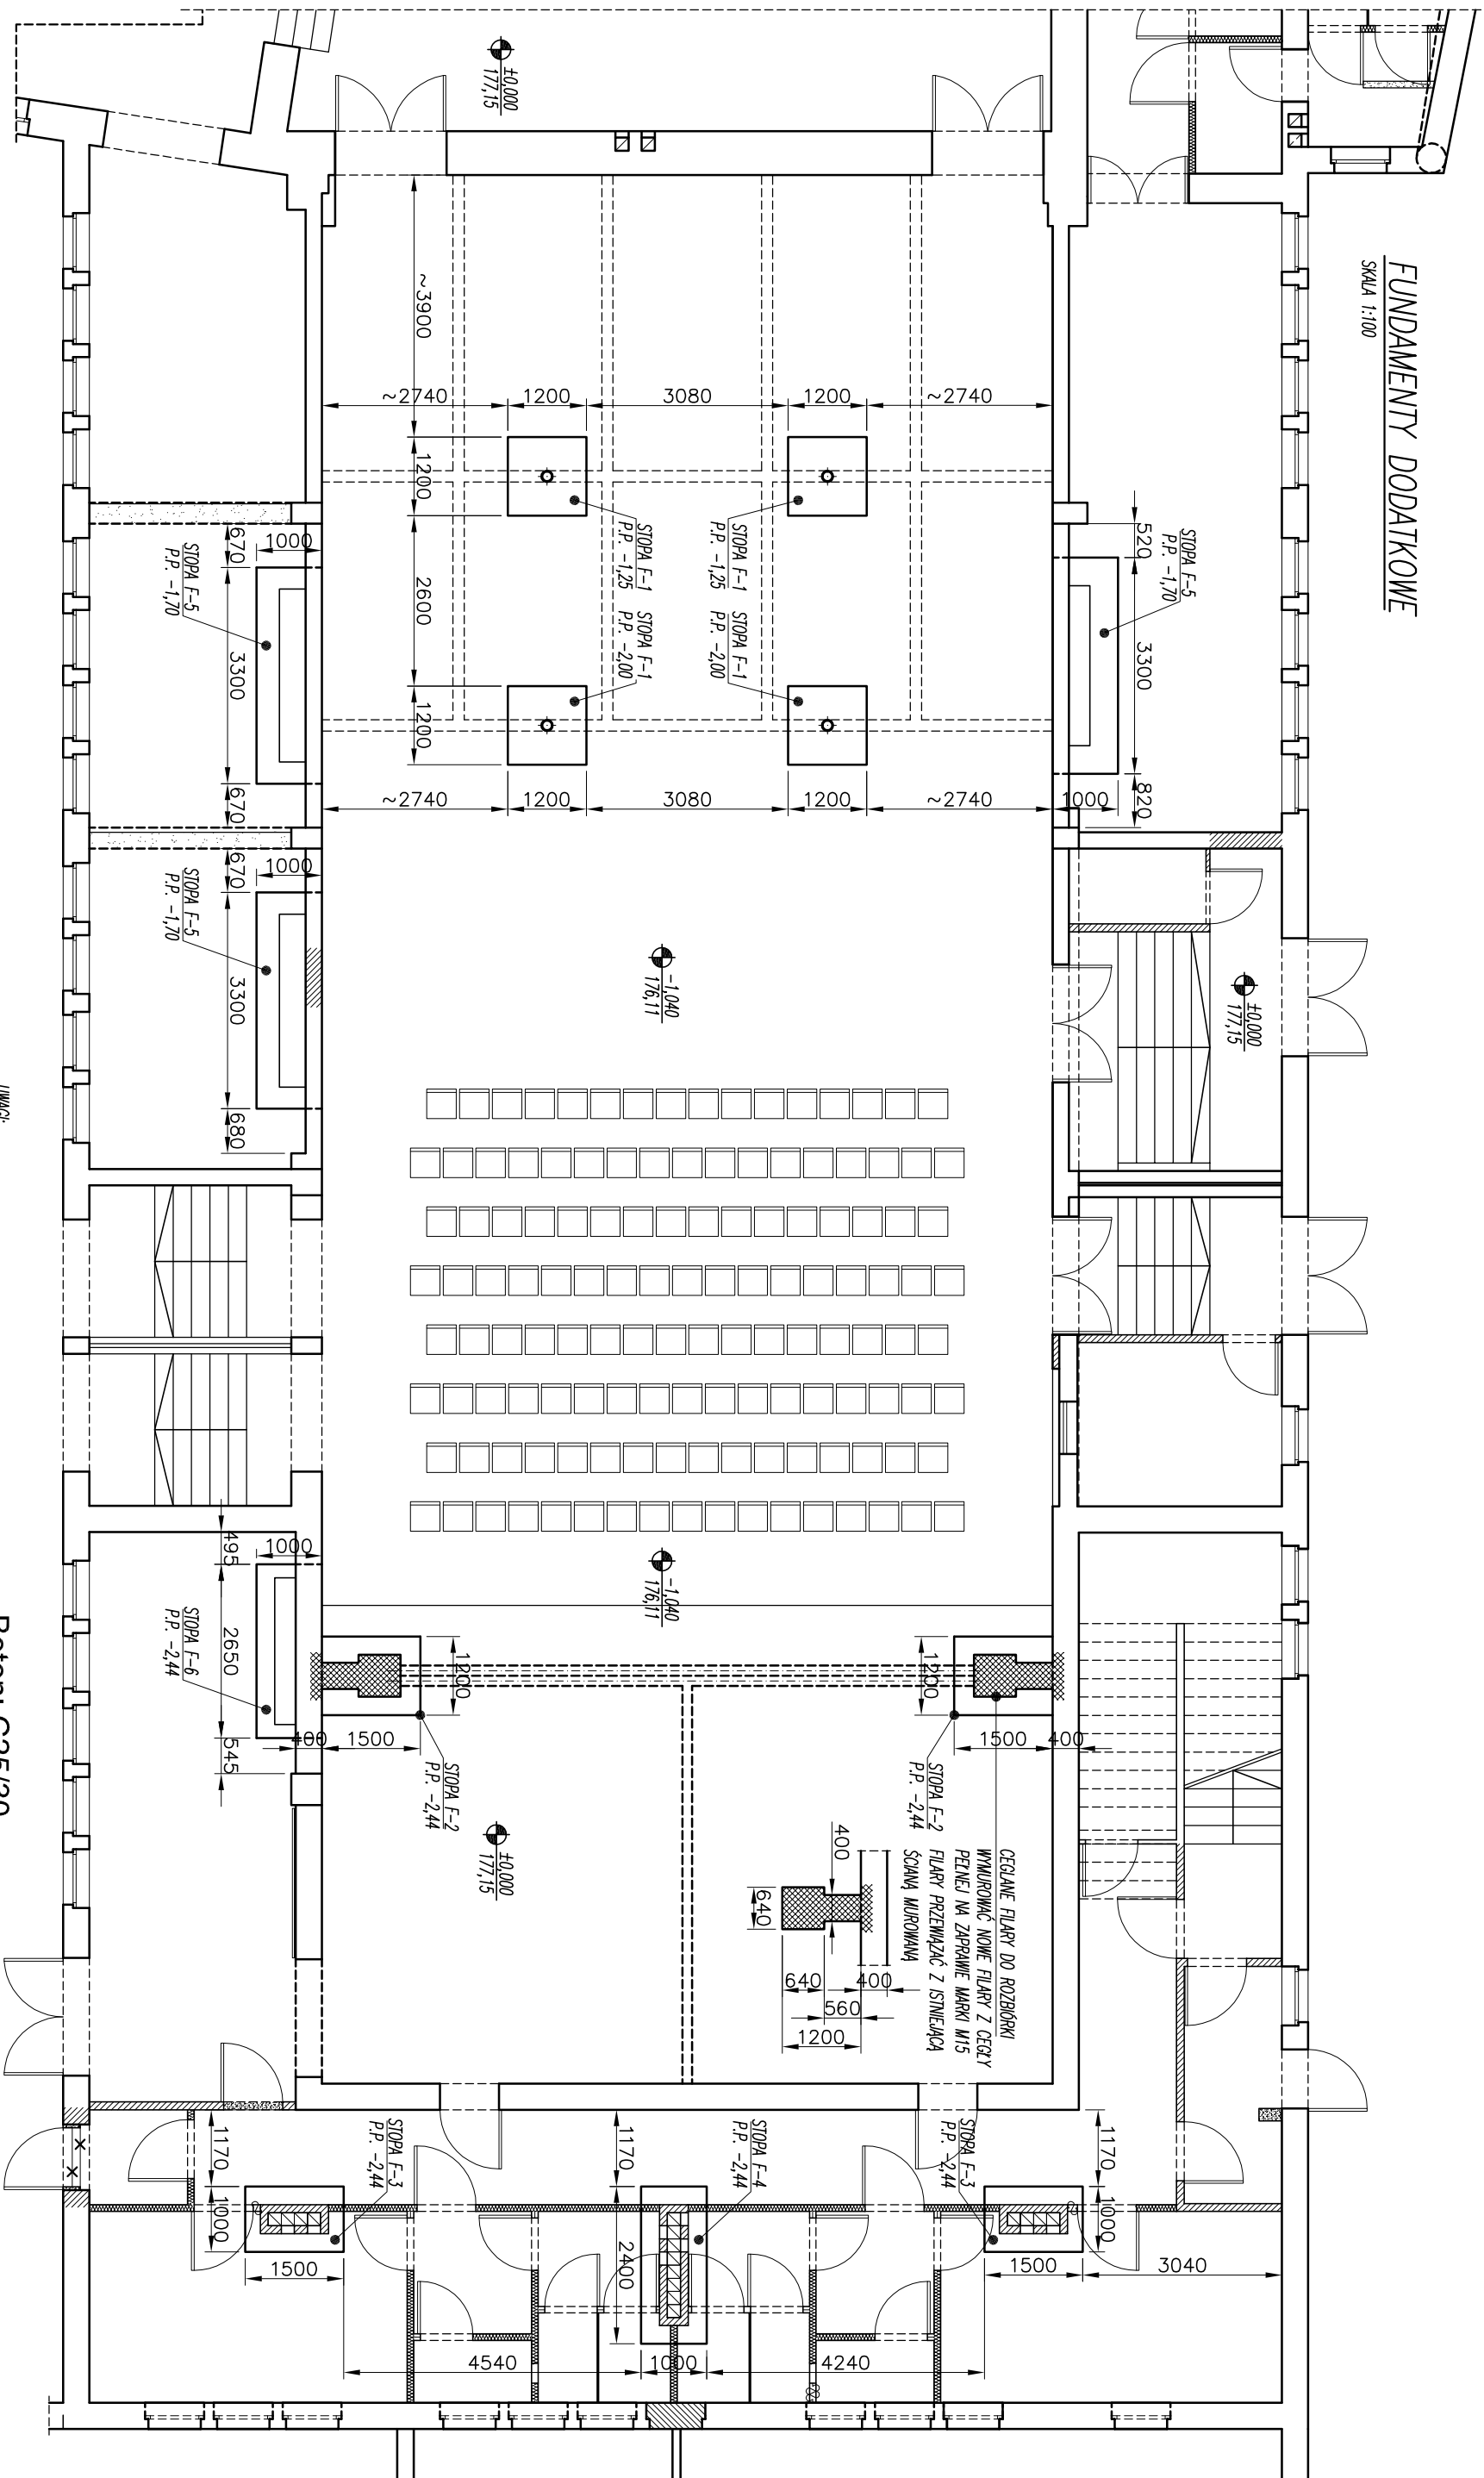 FUNDAMENTY DODATKOWE
SKALA 1:100
±0,000
177,15
~3900
~2740
1200
3080
1200
~2740
1200
2600
1200
STOPA F-1
P.P. -1,25
STOPA F-1
P.P. -1,25
STOPA F-1
P.P. -2,00
STOPA F-1
P.P. -2,00
520
3300
820
STOPA F-5
P.P. -1,70
670
1000
3300
670
STOPA F-5
P.P. -1,70
~2740
1200
3080
1200
~2740
1000
670
1000
3300
680
STOPA F-5
P.P. -1,70
-1,040
176,11
±0,000
177,15
UWAGI:
-1,040
176,11
495
1000
2650
545
STOPA F-6
P.P. -2,44
400
1500
1200
STOPA F-2
P.P. -2,44
1200
1500
400
STOPA F-2
P.P. -2,44
±0,000
177,15
CEGLANE FILARY DO ROZBIÓRKI
WYMUROWAĆ NOWE FILARY Z CEGŁY
PEŁNEJ NA ZAPRAWIE MARKI M15
FILARY PRZEWIĄZAĆ Z ISTNIEJĄCĄ
ŚCIANĄ MUROWANĄ
400
640
640
400
560
1200
1170
1000
1500
STOPA F-3
P.P. -2,44
1170
2400
STOPA F-4
P.P. -2,44
1170
1000
1500
3040
STOPA F-3
P.P. -2,44
4540
1000
4240